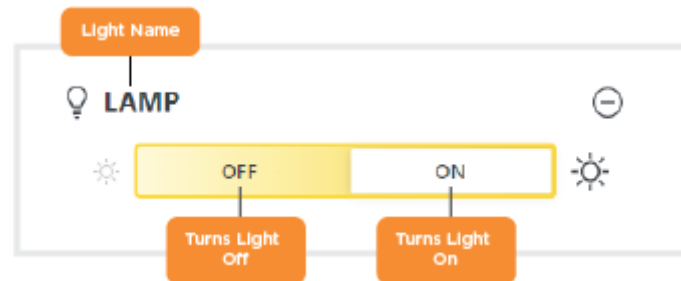 Light Name
LAMP
OFF
ON
Turns Light
Off
Turns Light
On